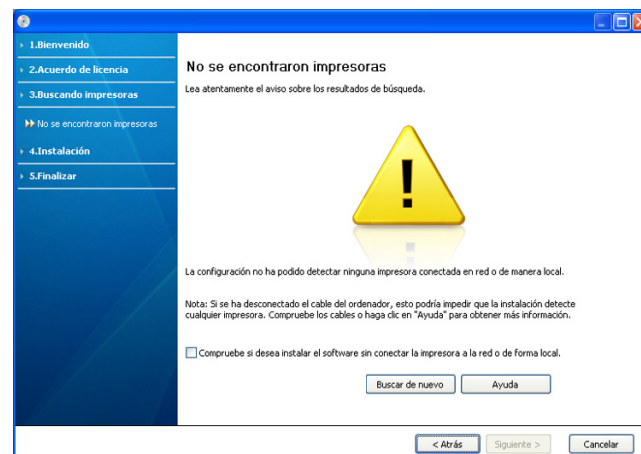 1.Bienvenido
2.Acuerdo de licencia
3.Buscando impresoras
No se encontraron impresoras
4.Instalación
5.Finalizar
No se encontraron impresoras
Lea atentamente el aviso sobre los resultados de búsqueda.
La configuración no ha podido detectar ninguna impresora conectada en red o de manera local.
Nota: Si se ha desconectado el cable del ordenador, esto podría impedir que la instalación detecte
cualquier impresora. Compruebe los cables o haga clic en "Ayuda" para obtener más información.
Compruebe si desea instalar el software sin conectar la impresora a la red o de forma local.
Buscar de nuevo
Ayuda
< Atrás
Siguiente >
Cancelar